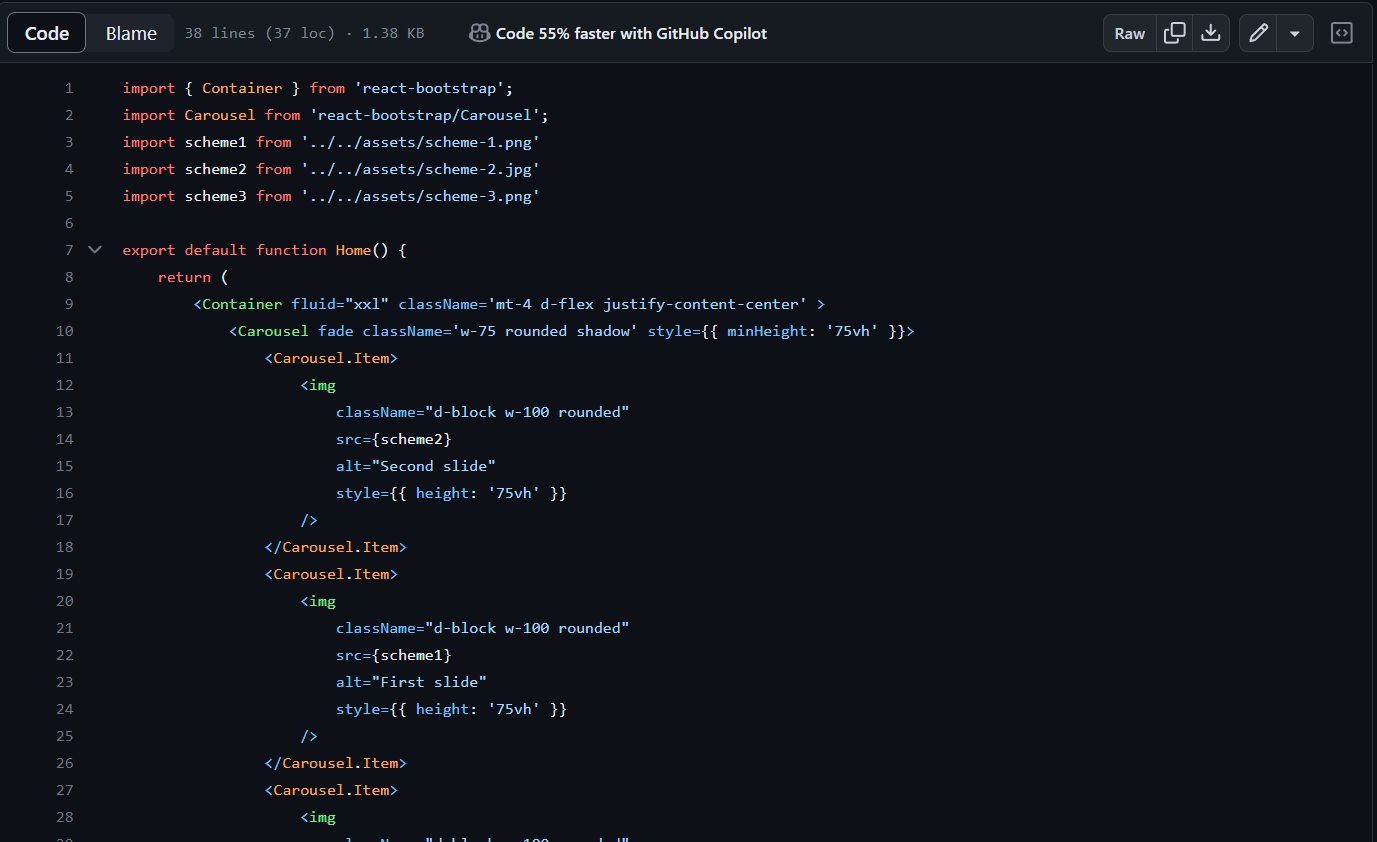 Code Blame 38 lines (37 loc) · 1.38 KB Code 55% faster with GitHub Copilot Raw
1 import { Container } from 'react-bootstrap';
2 import Carousel from 'react-bootstrap/Carousel';
3 import scheme1 from '../../assets/scheme-1.png'
4 import scheme2 from '../../assets/scheme-2.jpg'
5 import scheme3 from '../../assets/scheme-3.png'
6
7 export default function Home() {
8 return (
9 <Container fluid="xxl" className='mt-4 d-flex justify-content-center' >
10 <Carousel fade className='w-75 rounded shadow' style={{ minHeight: '75vh' }}>
11 <Carousel.Item>
12 <img
13 className="d-block w-100 rounded"
14 src={scheme2}
15 alt="Second slide"
16 style={{ height: '75vh' }}
17 />
18 </Carousel.Item>
19 <Carousel.Item>
20 <img
21 className="d-block w-100 rounded"
22 src={scheme1}
23 alt="First slide"
24 style={{ height: '75vh' }}
25 />
26 </Carousel.Item>
27 <Carousel.Item>
28 <img